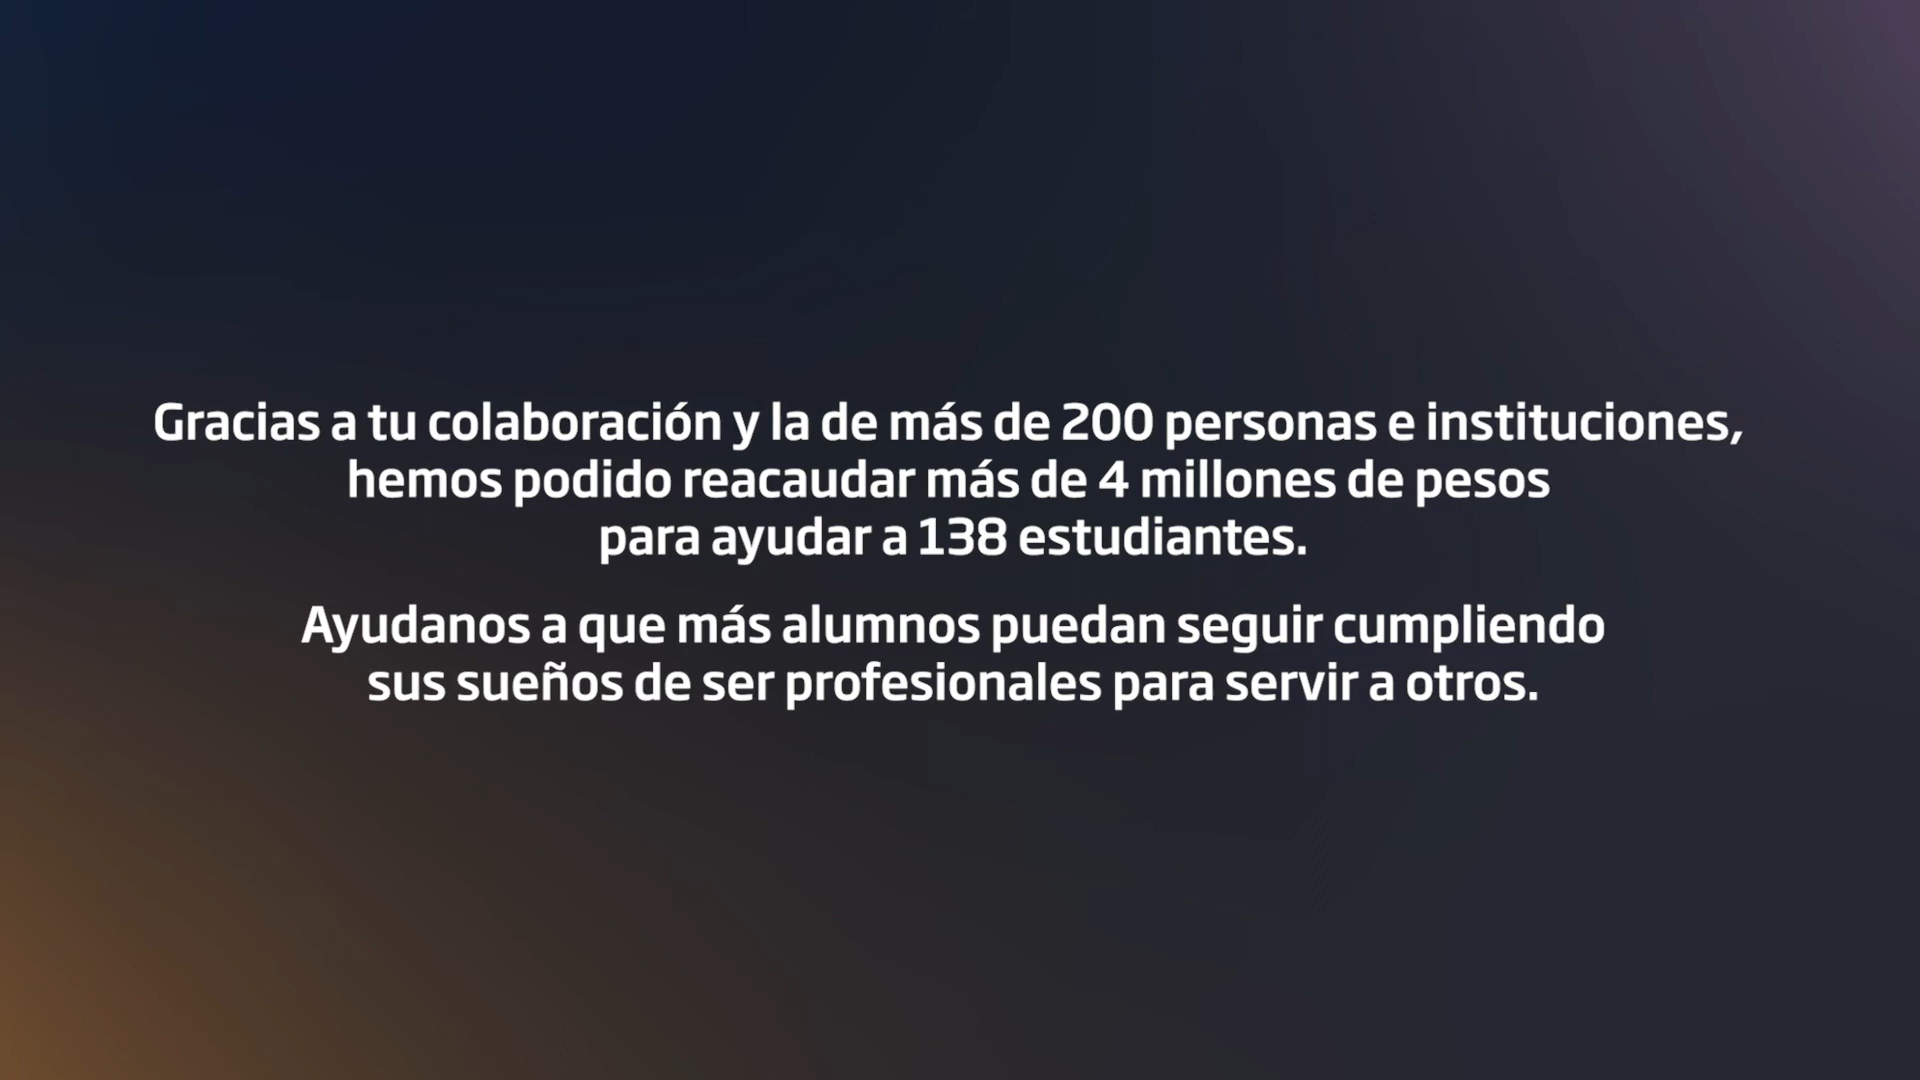 Gracias a tu colaboración y la de más de 200 personas e instituciones,
hemos podido reacaudar más de 4 millones de pesos
para ayudar a 138 estudiantes.
Ayudanos a que más alumnos puedan seguir cumpliendo
sus sueños de ser profesionales para servir a otros.